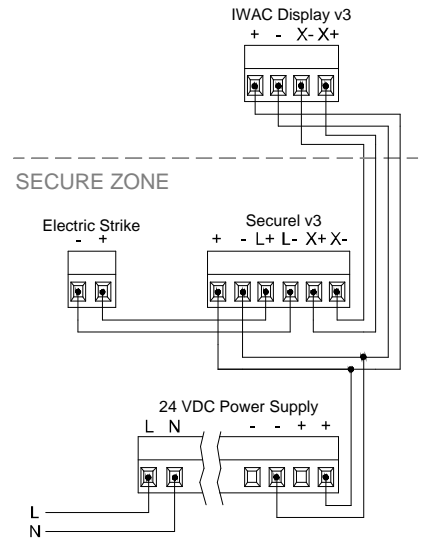 IWAC Display v3
+ - X- X+
SECURE ZONE
Electric Strike
- +
Securel v3
+ - L+ L- X+ X-
24 VDC Power Supply
L N - - + +
L
N